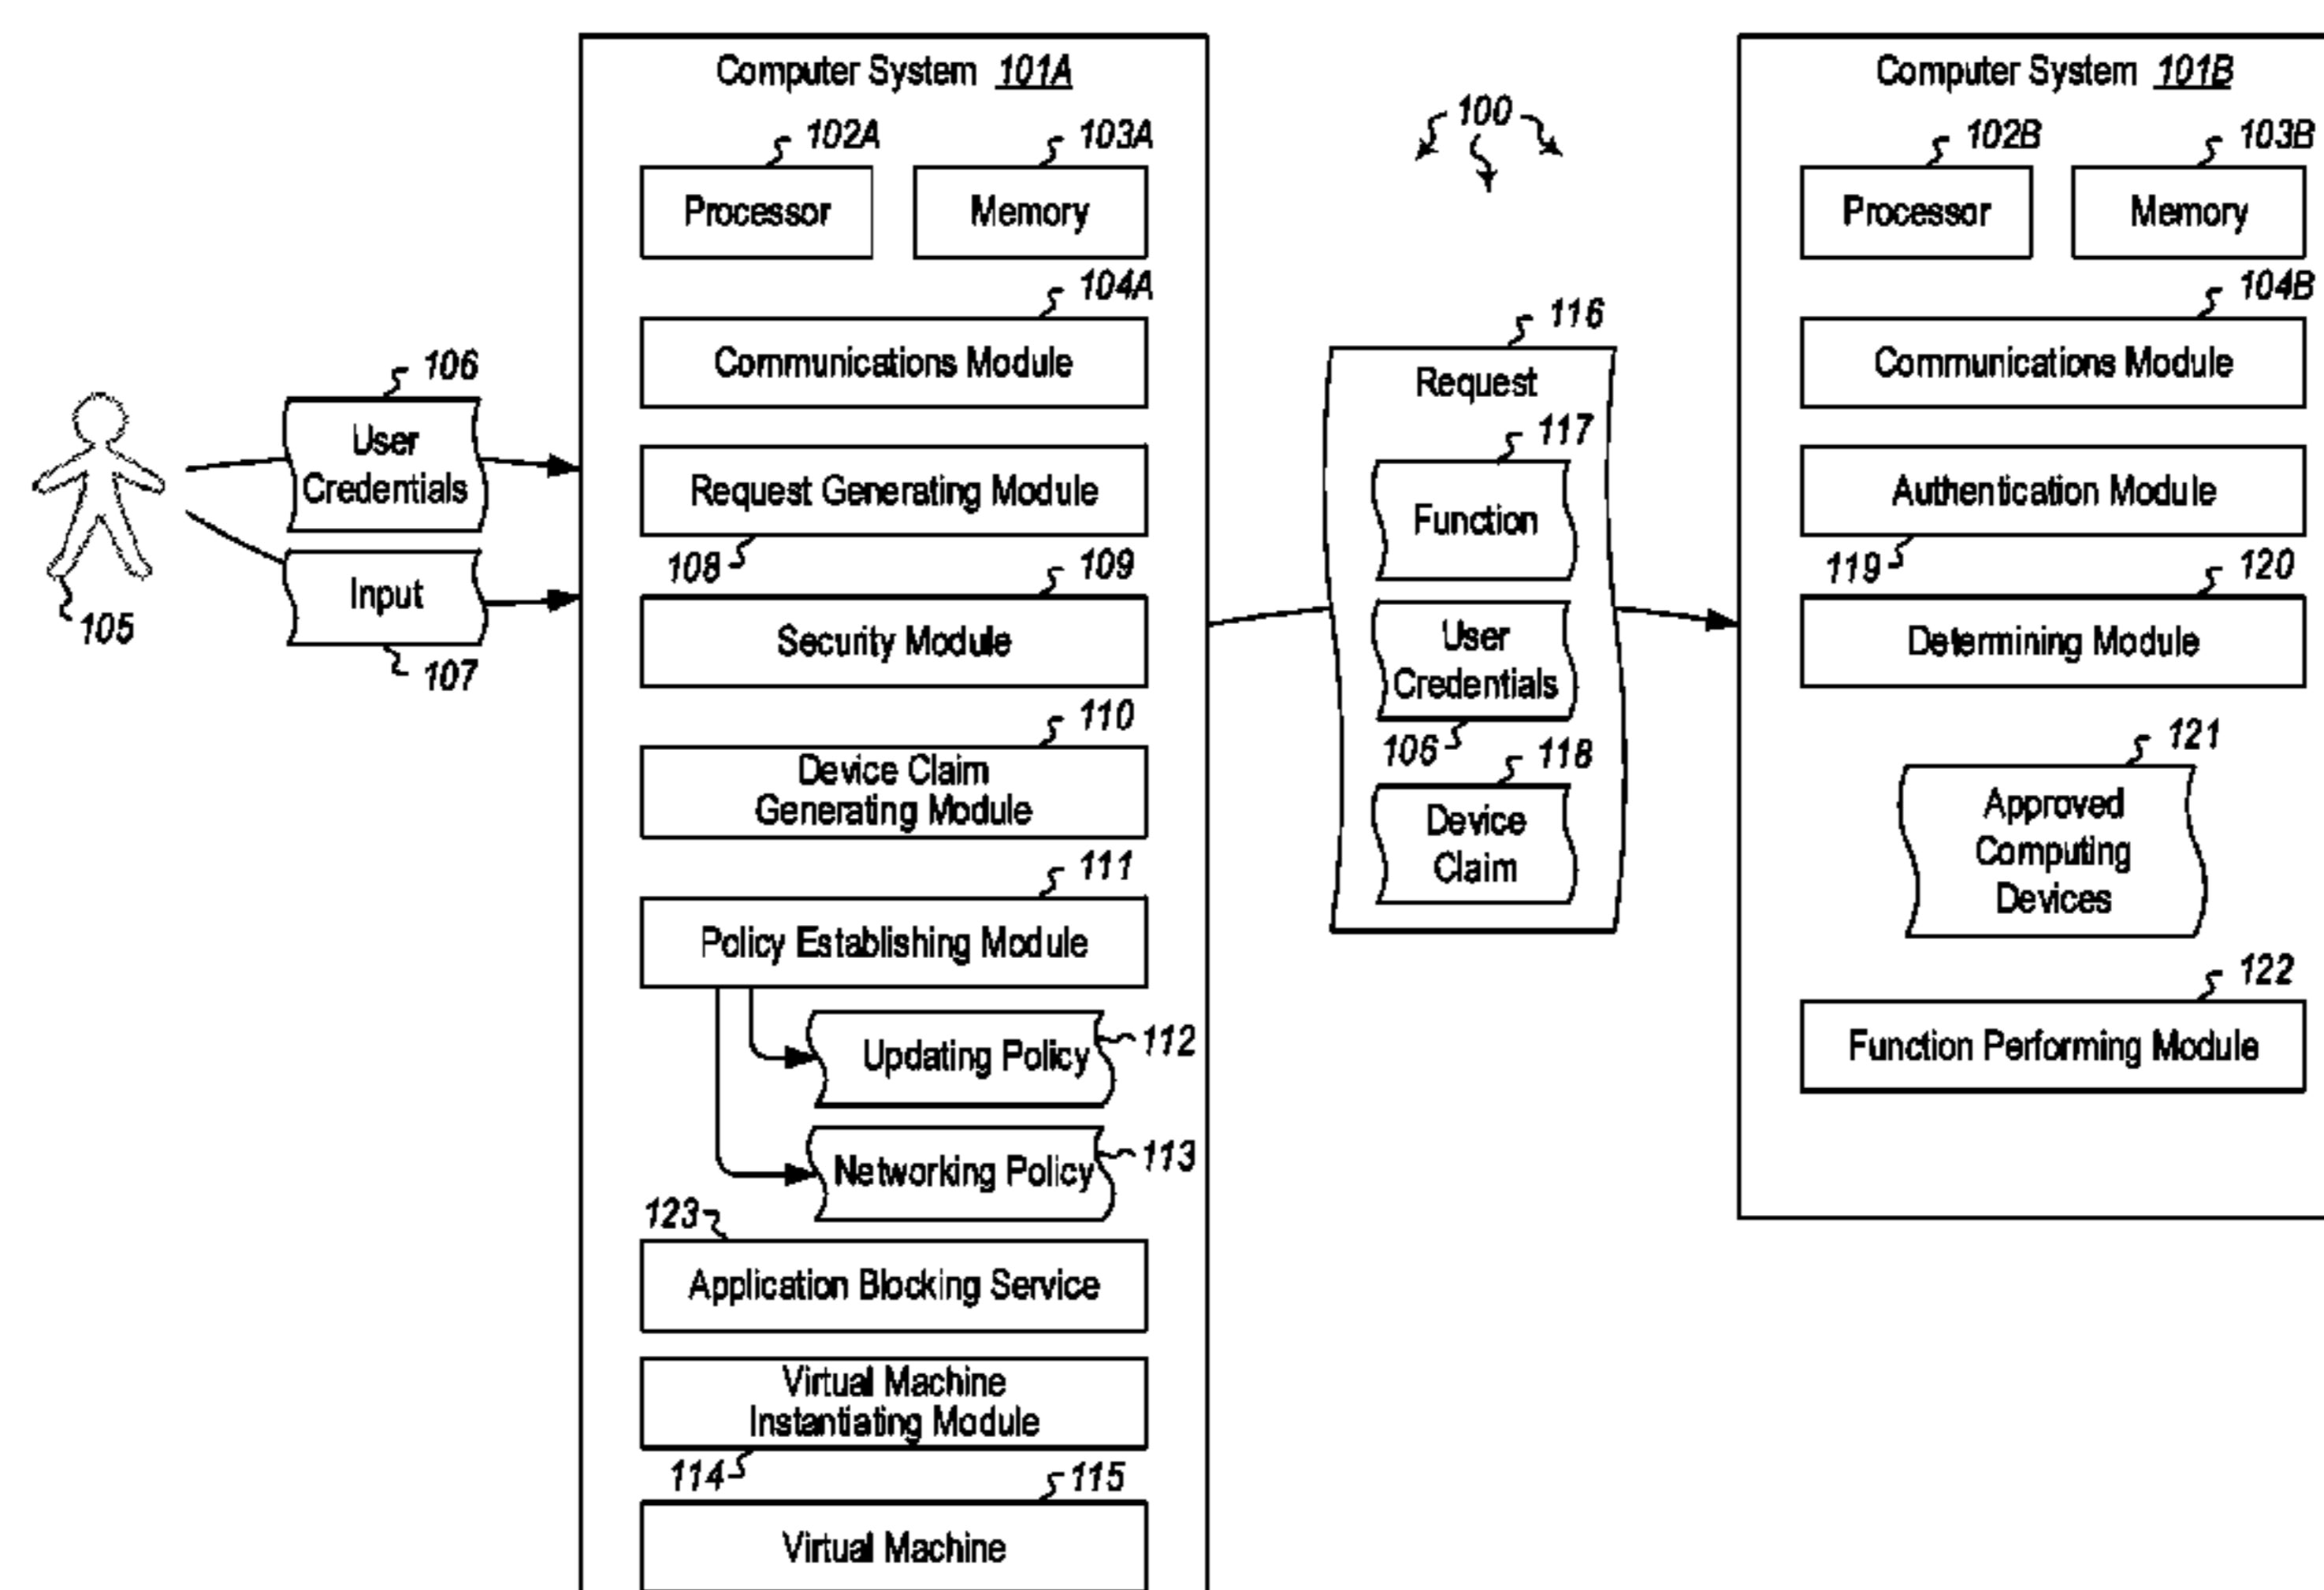 Computer System 101A
102A
103A
Processor
Memory
104A
Communications Module
Request Generating Module
108
109
Security Module
110
Device Claim
Generating Module
111
Policy Establishing Module
Updating Policy
112
Networking Policy
113
123
Application Blocking Service
Virtual Machine
Instantiating Module
114
115
Virtual Machine
106
User
Credentials
Input
105
107
100
116
Request
117
Function
User
Credentials
106
118
Device
Claim
Computer System 101B
102B
103B
Processor
Memory
104B
Communications Module
Authentication Module
119
120
Determining Module
121
Approved
Computing
Devices
122
Function Performing Module